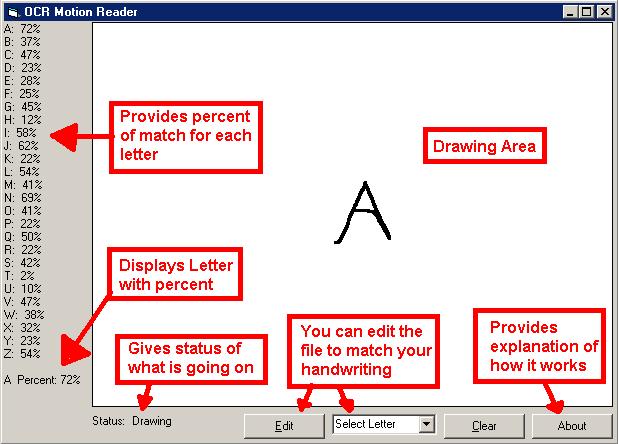 OCR Motion Reader
A: 72%
B: 37%
C: 47%
D: 23%
E: 28%
F: 25%
G: 45%
H: 12%
I: 58%
J: 62%
K: 22%
L: 54%
M: 41%
N: 69%
O: 41%
P: 22%
Q: 50%
R: 22%
S: 42%
T: 2%
U: 10%
V: 47%
W: 38%
X: 32%
Y: 23%
Z: 54%
A Percent: 72%
Provides percent
of match for each
letter
Drawing Area
A
Displays Letter
with percent
Gives status of
what is going on
You can edit the
file to match your
handwriting
Provides
explanation of
how it works
Status: Drawing
Edit
Select Letter
Clear
About